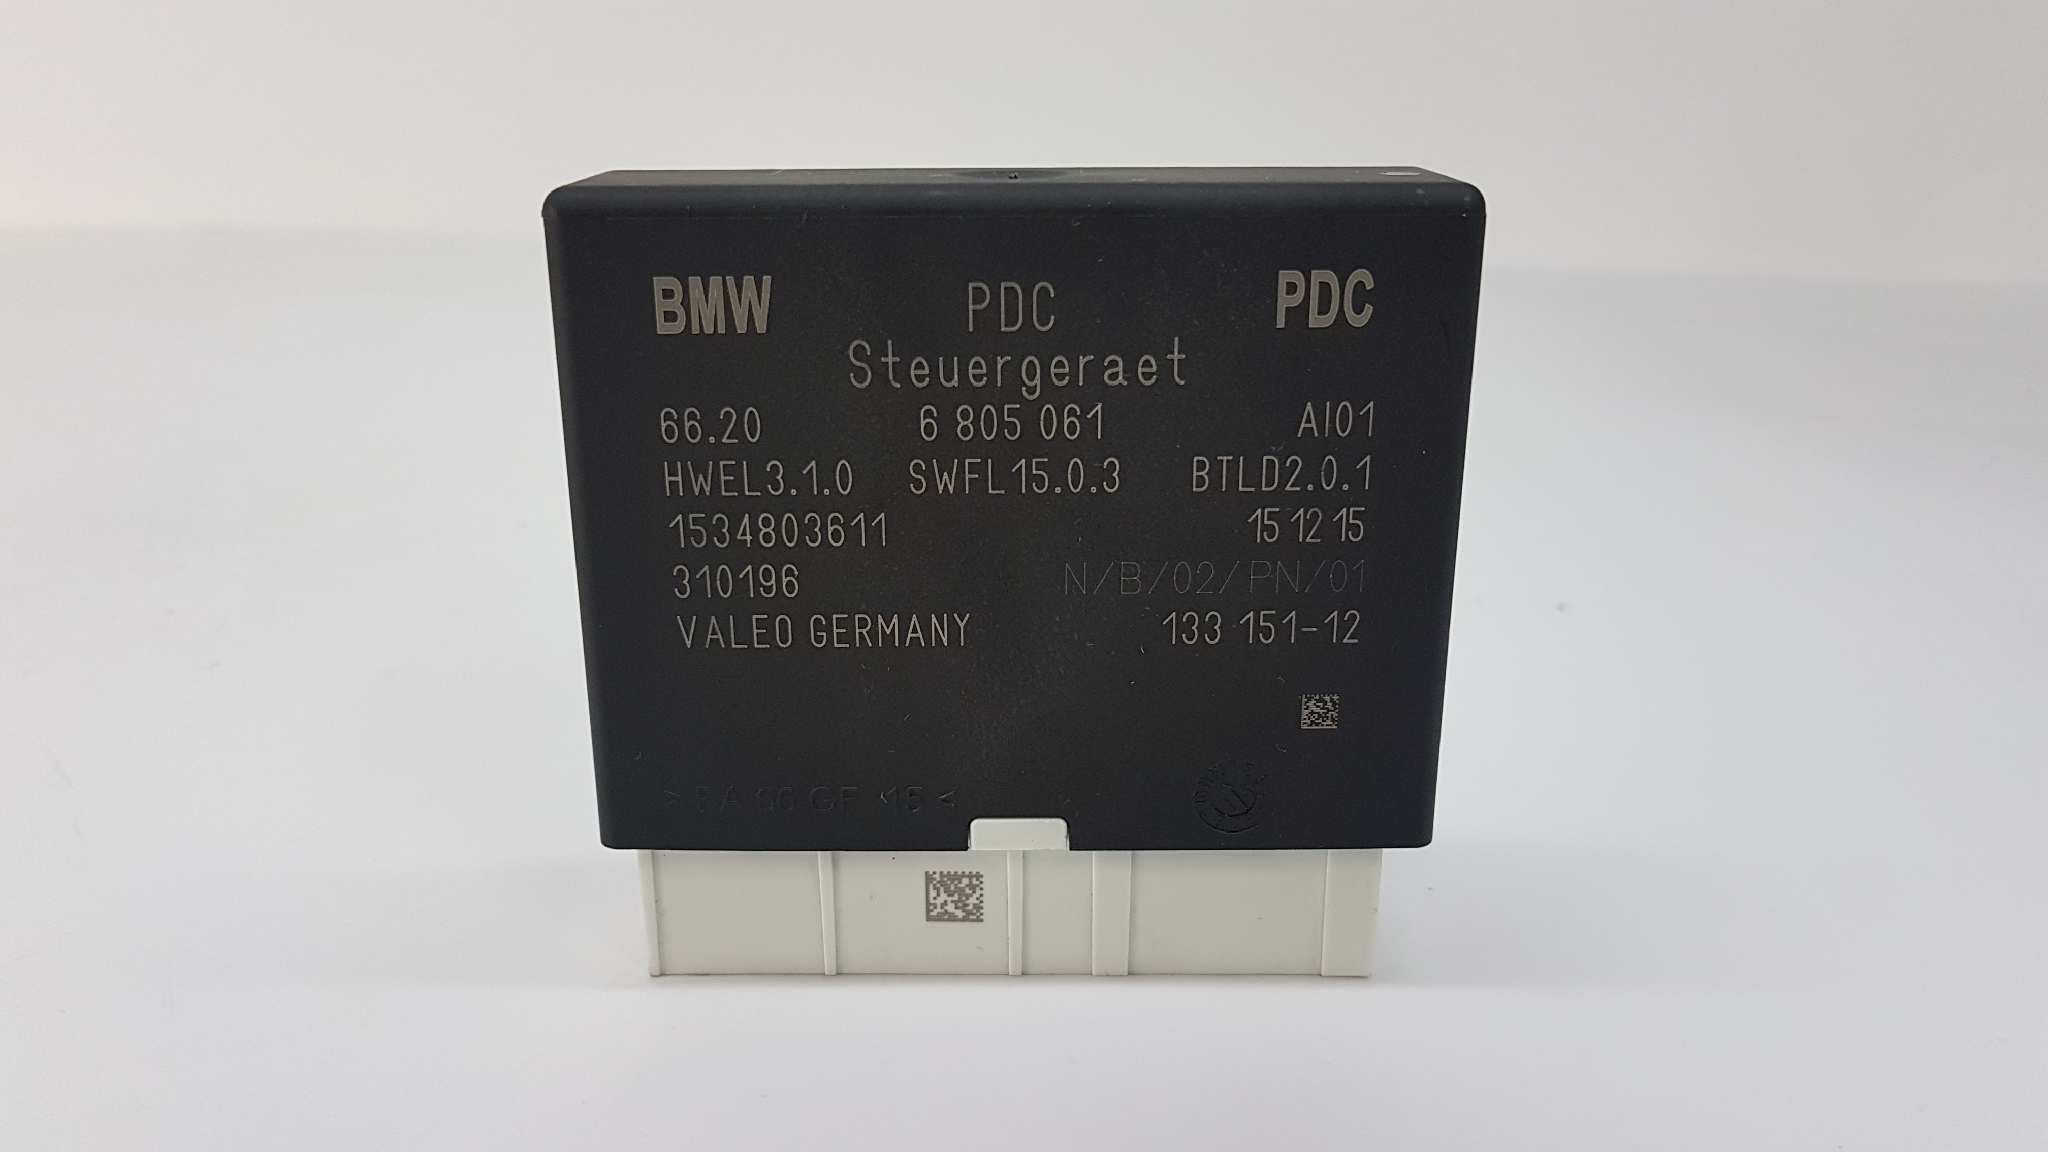 BMW PDC PDC
Steuergeraet
66.20 6 805 061 AI01
HWEL3.1.0 SWFL15.0.3 BTLD2.0.1
1534803611 15 12 15
310196 N/B/02/PN/01
VALEO GERMANY 133 151-12